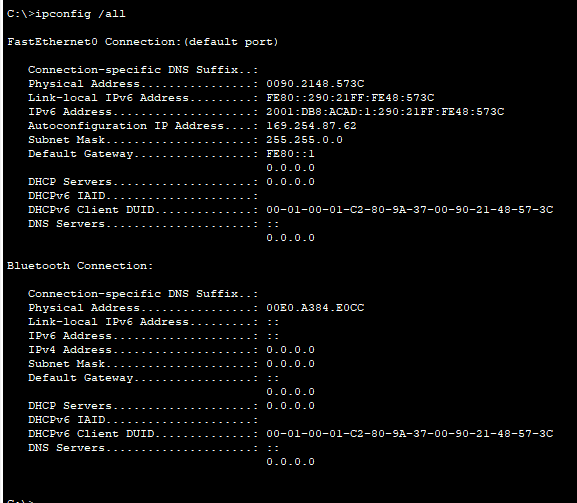 C:\>ipconfig /all
FastEthernet0 Connection:(default port)
Connection-specific DNS Suffix..:
Physical Address................: 0090.2148.573C
Link-local IPv6 Address.........: FE80::290:21FF:FE48:573C
IPv6 Address....................: 2001:DB8:ACAD:1:290:21FF:FE48:573C
Autoconfiguration IP Address....: 169.254.87.62
Subnet Mask.....................: 255.255.0.0
Default Gateway.................: FE80::1
0.0.0.0
DHCP Servers....................: 0.0.0.0
DHCPv6 IAID.....................:
DHCPv6 Client DUID..............: 00-01-00-01-C2-80-9A-37-00-90-21-48-57-3C
DNS Servers.....................: ::
0.0.0.0
Bluetooth Connection:
Connection-specific DNS Suffix..:
Physical Address................: 00E0.A384.E0CC
Link-local IPv6 Address.........: ::
IPv6 Address....................: ::
IPv4 Address....................: 0.0.0.0
Subnet Mask.....................: 0.0.0.0
Default Gateway.................: ::
0.0.0.0
DHCP Servers....................: 0.0.0.0
DHCPv6 IAID.....................:
DHCPv6 Client DUID..............: 00-01-00-01-C2-80-9A-37-00-90-21-48-57-3C
DNS Servers.....................: ::
0.0.0.0
C:\>